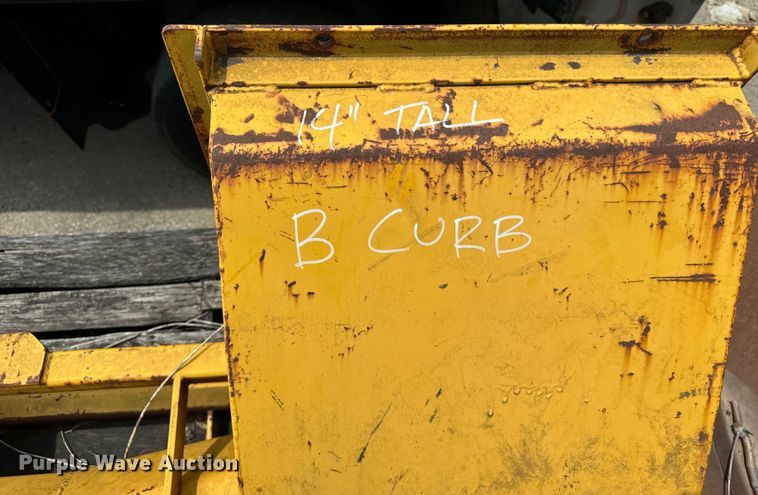 14" TALL
B CURB
Purple Wave Auction